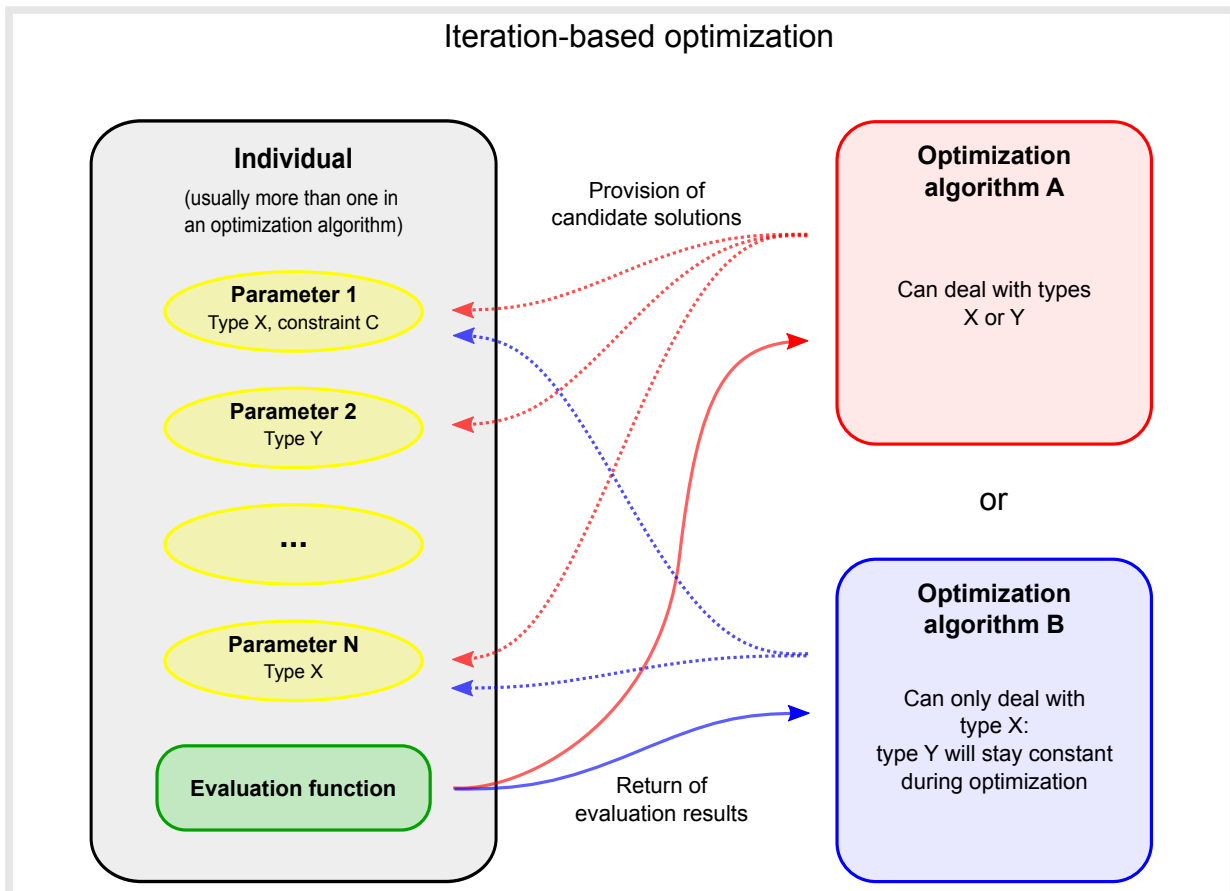 Iteration-based optimization
Individual
(usually more than one in
an optimization algorithm)
Parameter 1
Type X, constraint C
Parameter 2
Type Y
...
Parameter N
Type X
Evaluation function
Provision of
candidate solutions
Return of
evaluation results
Optimization
algorithm A
Can deal with types
X or Y
or
Optimization
algorithm B
Can only deal with
type X:
type Y will stay constant
during optimization